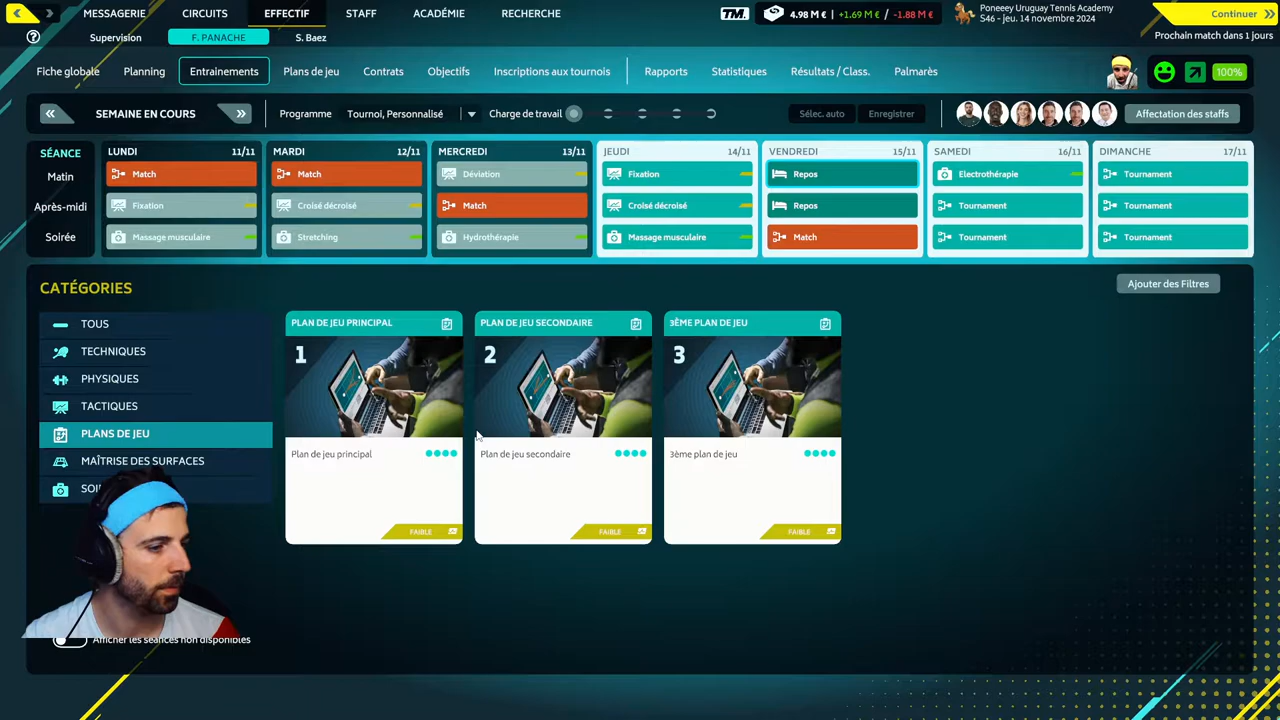 MESSAGERIE CIRCUITS EFFECTIF STAFF ACADÉMIE RECHERCHE TM. 4.98 M € | +1.69 M € | -1.88 M € Poneeey Uruguay Tennis Academy Continuer
S46 - jeu. 14 novembre 2024
Supervision F. PANACHE S. Baez Prochain match dans 1 jours
Fiche globale Planning Entrainements Plans de jeu Contrats Objectifs Inscriptions aux tournois Rapports Statistiques Résultats / Class. Palmarès 100%
SEMAINE EN COURS Programme Tournoi, Personnalisé Charge de travail Sélec. auto Enregistrer Affectation des staffs
SÉANCE LUNDI 11/11 MARDI 12/11 MERCREDI 13/11 JEUDI 14/11 VENDREDI 15/11 SAMEDI 16/11 DIMANCHE 17/11
Matin Match Match Déviation Fixation Repos Electrothérapie Tournament
Après-midi Fixation Croisé décroisé Match Croisé décroisé Repos Tournament Tournament
Soirée Massage musculaire Stretching Hydrothérapie Massage musculaire Match Tournament Tournament
CATÉGORIES Ajouter des Filtres
TOUS
TECHNIQUES
PHYSIQUES
TACTIQUES
PLANS DE JEU
MAÎTRISE DES SURFACES
PLAN DE JEU PRINCIPAL
1
Plan de jeu principal
FAIBLE
PLAN DE JEU SECONDAIRE
2
Plan de jeu secondaire
FAIBLE
3ÈME PLAN DE JEU
3
3ème plan de jeu
FAIBLE
Afficher les séances non disponibles